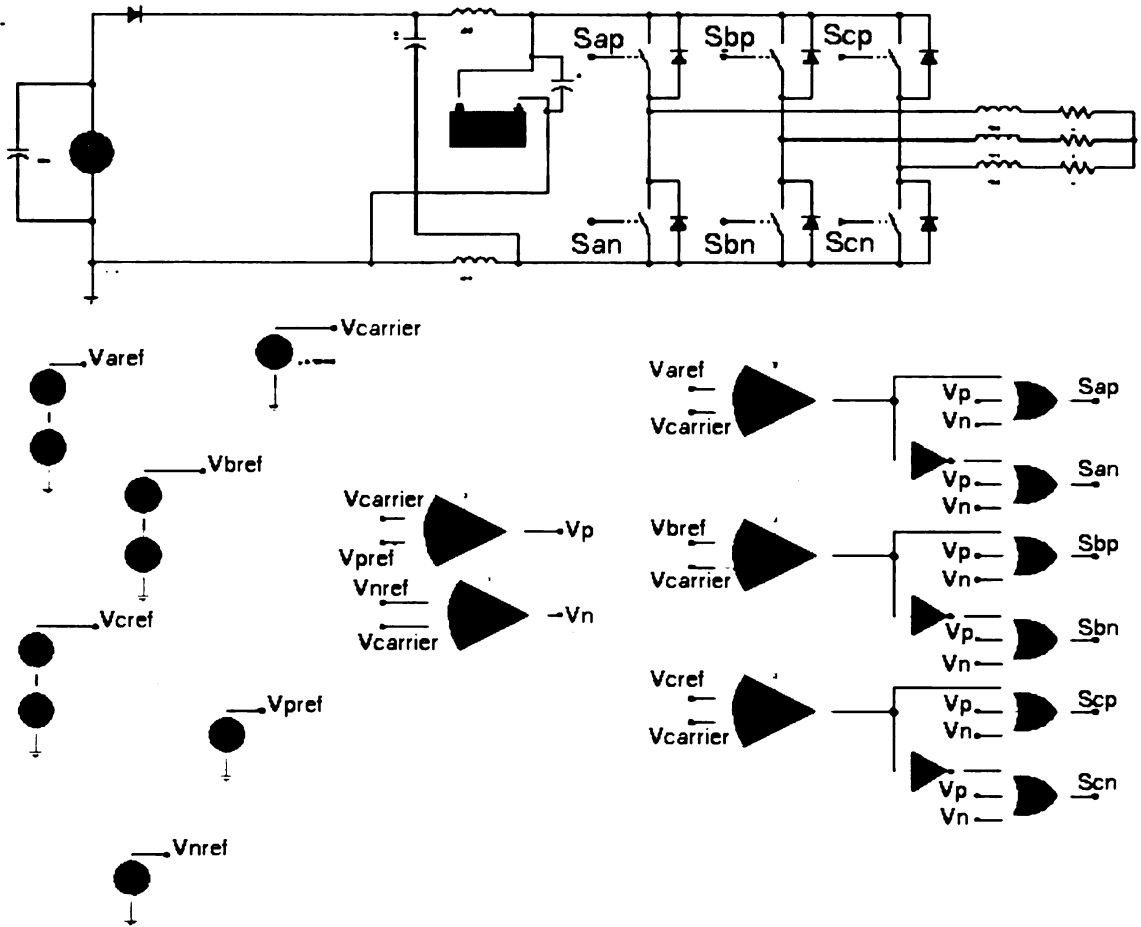 Sap
Sbp
Scp
San
Sbn
Scn
Vcarrier
Varef
Vbref
Vcref
Vpref
Vnref
Vcarrier
Vpref
Vp
Vnref
Vcarrier
Vn
Varef
Vcarrier
Vp
Vn
Sap
Vp
Vn
San
Vbref
Vcarrier
Vp
Vn
Sbp
Vp
Vn
Sbn
Vcref
Vcarrier
Vp
Vn
Scp
Vp
Vn
Scn